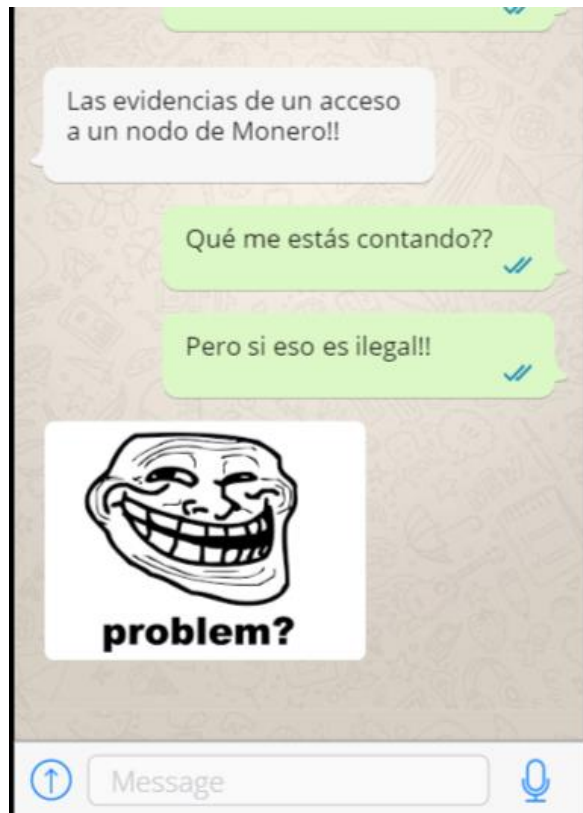 Las evidencias de un acceso
a un nodo de Monero!!
Qué me estás contando??
Pero si eso es ilegal!!
problem?
Message